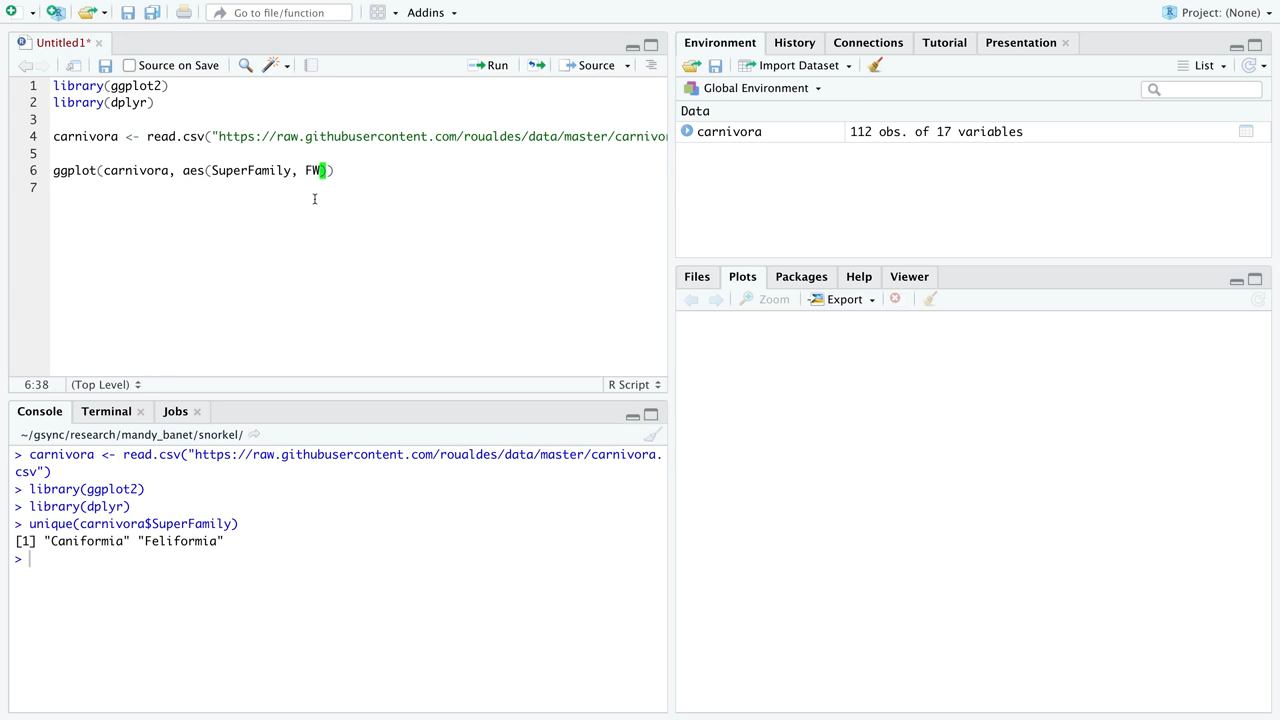 Go to file/function
Addins
Project: (None)
Untitled1*
Source on Save
Run
Source
1 library(ggplot2)
2 library(dplyr)
3
4 carnivora <- read.csv("https://raw.githubusercontent.com/roualdes/data/master/carnivo
5
6 ggplot(carnivora, aes(SuperFamily, FW))
7
6:38 (Top Level) R Script
Console Terminal Jobs
~/gsync/research/mandy_banet/snorkel/
> carnivora <- read.csv("https://raw.githubusercontent.com/roualdes/data/master/carnivora.
csv")
> library(ggplot2)
> library(dplyr)
> unique(carnivora$SuperFamily)
[1] "Caniformia" "Feliformia"
>
Environment History Connections Tutorial Presentation
Import Dataset List
Global Environment
Data
carnivora 112 obs. of 17 variables
Files Plots Packages Help Viewer
Zoom Export